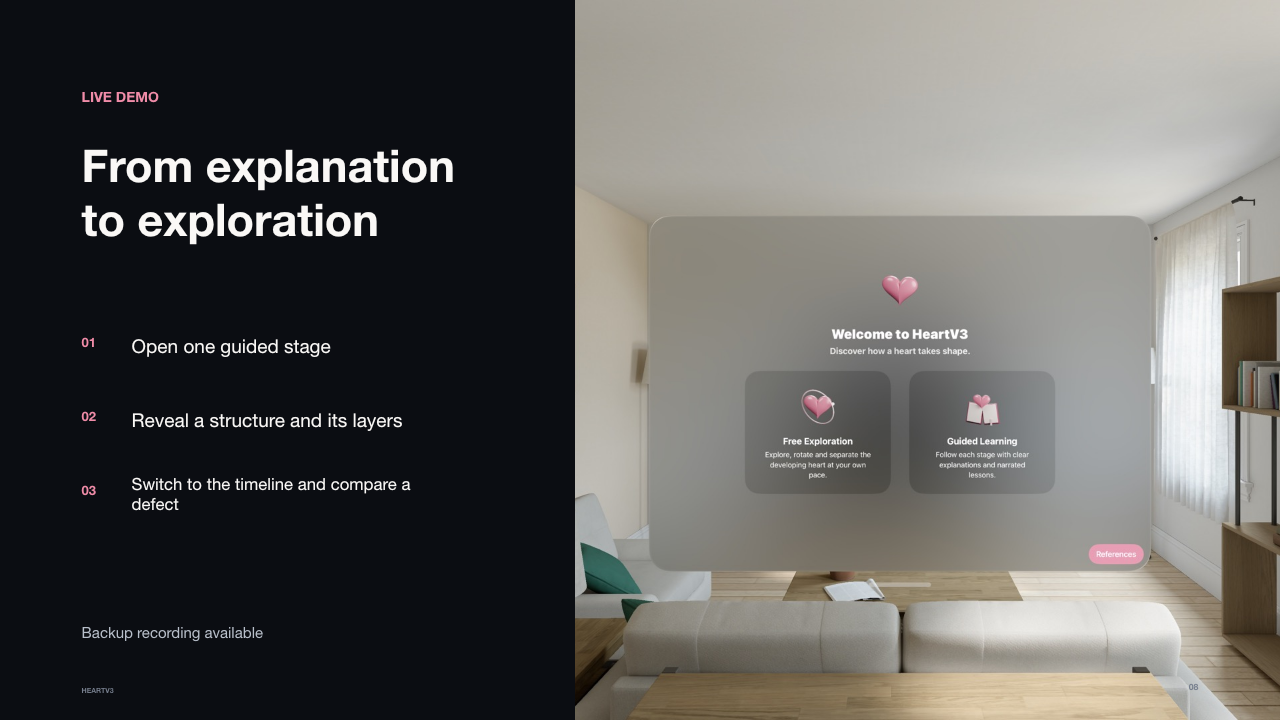 LIVE DEMO
From explanation
to exploration
01
Open one guided stage
02
Reveal a structure and its layers
03
Switch to the timeline and compare a
defect
Backup recording available
HEARTV3
Welcome to HeartV3
Discover how a heart takes shape.
Free Exploration
Explore, rotate and separate the
developing heart at your own
pace.
Guided Learning
Follow each stage with clear
explanations and narrated
lessons.
References
08